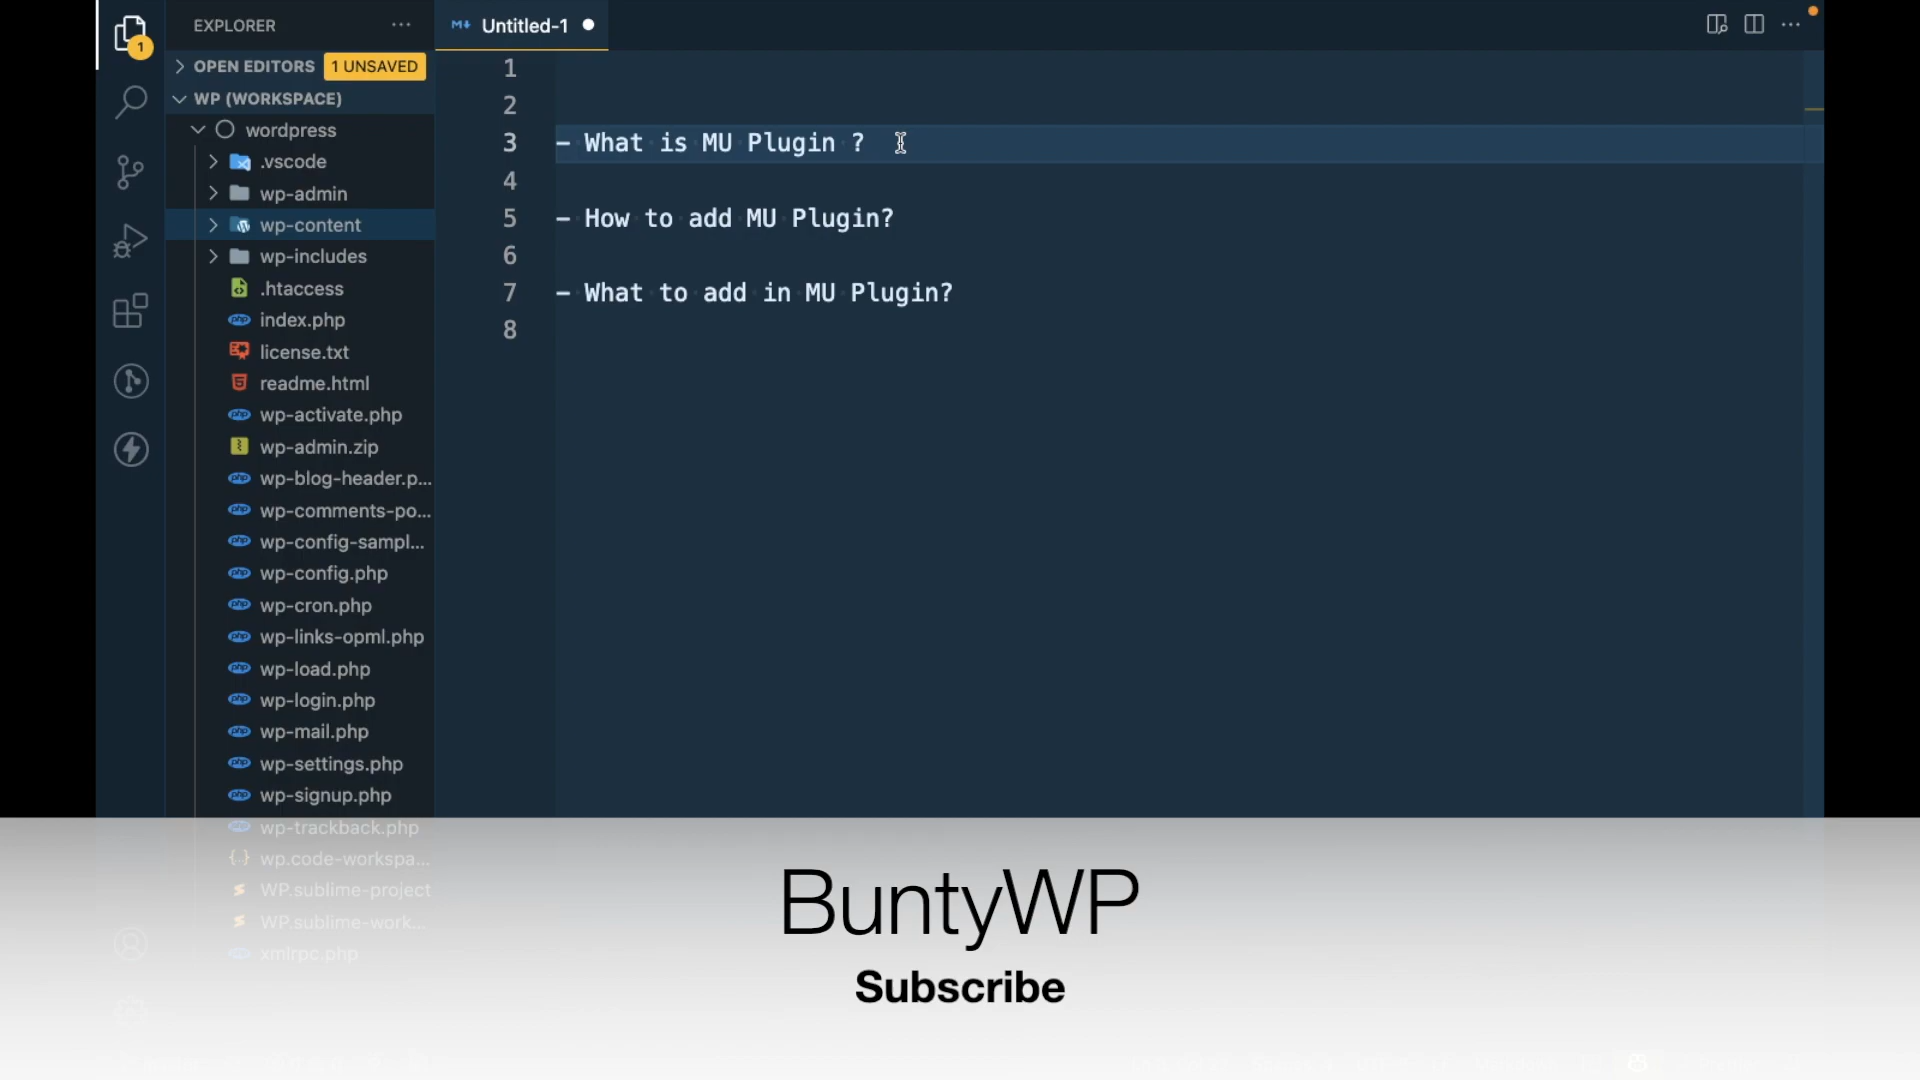 EXPLORER
Untitled-1
OPEN EDITORS 1 UNSAVED
WP (WORKSPACE)
wordpress
.vscode
wp-admin
wp-content
wp-includes
.htaccess
index.php
license.txt
readme.html
wp-activate.php
wp-admin.zip
wp-blog-header.p...
wp-comments-po...
wp-config-sampl...
wp-config.php
wp-cron.php
wp-links-opml.php
wp-load.php
wp-login.php
wp-mail.php
wp-settings.php
wp-signup.php
wp-trackback.php
wp.code-workspa...
WP.sublime-project
WP.sublime-work...
xmlrpc.php
1
1
2
3 - What is MU Plugin ?
4
5 - How to add MU Plugin?
6
7 - What to add in MU Plugin?
8
BuntyWP
Subscribe